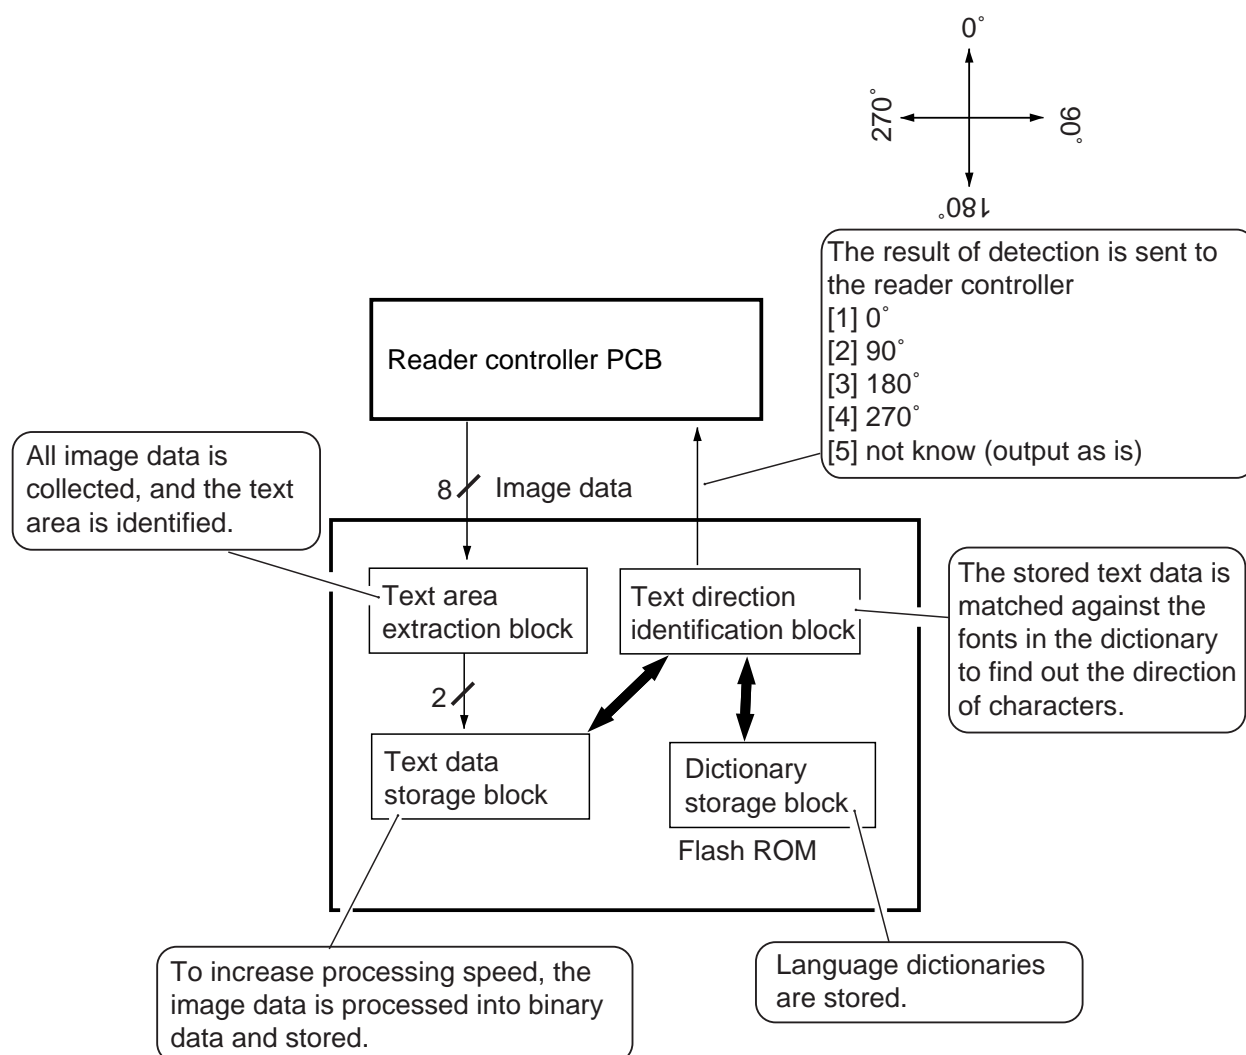 0°
270°
90°
180°
The result of detection is sent to
the reader controller
[1] 0°
[2] 90°
[3] 180°
[4] 270°
[5] not know (output as is)
Reader controller PCB
All image data is
collected, and the text
area is identified.
8
Image data
Text area
extraction block
Text direction
identification block
The stored text data is
matched against the
fonts in the dictionary
to find out the direction
of characters.
2
Text data
storage block
Dictionary
storage block
Flash ROM
To increase processing speed, the
image data is processed into binary
data and stored.
Language dictionaries
are stored.